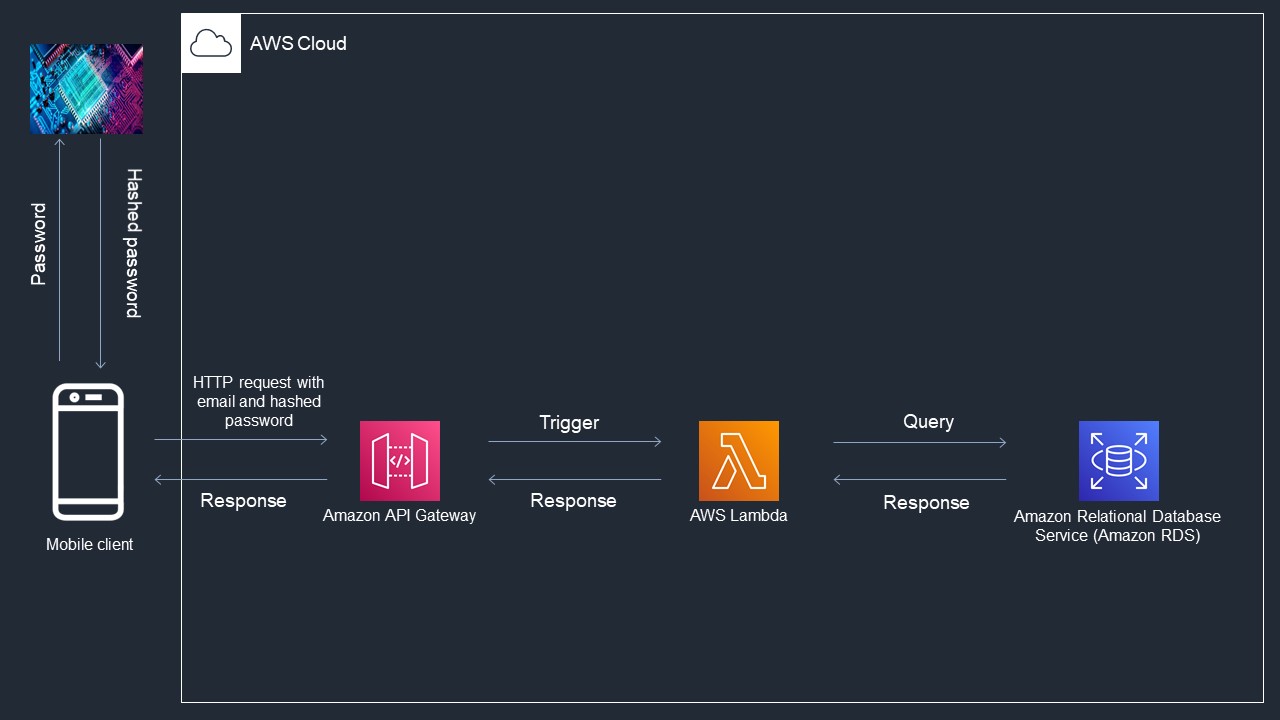 AWS Cloud
Password
Hashed password
HTTP request with
email and hashed
password
Trigger
Query
Response
Response
Response
Amazon API Gateway
AWS Lambda
Amazon Relational Database
Service (Amazon RDS)
Mobile client